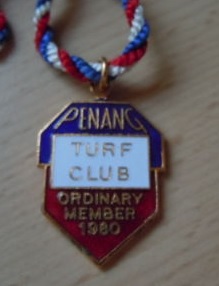 PENANG
TURF
CLUB
ORDINARY
MEMBER
1980